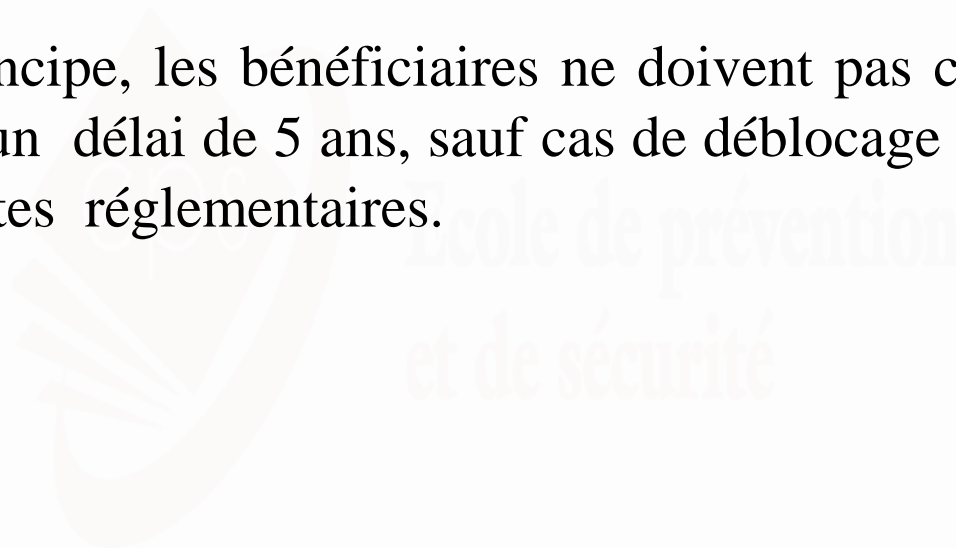 ncipe, les bénéficiaires ne doivent pas c
un délai de 5 ans, sauf cas de déblocage
tes réglementaires.
eps
Ecole de prévention
et de sécurité